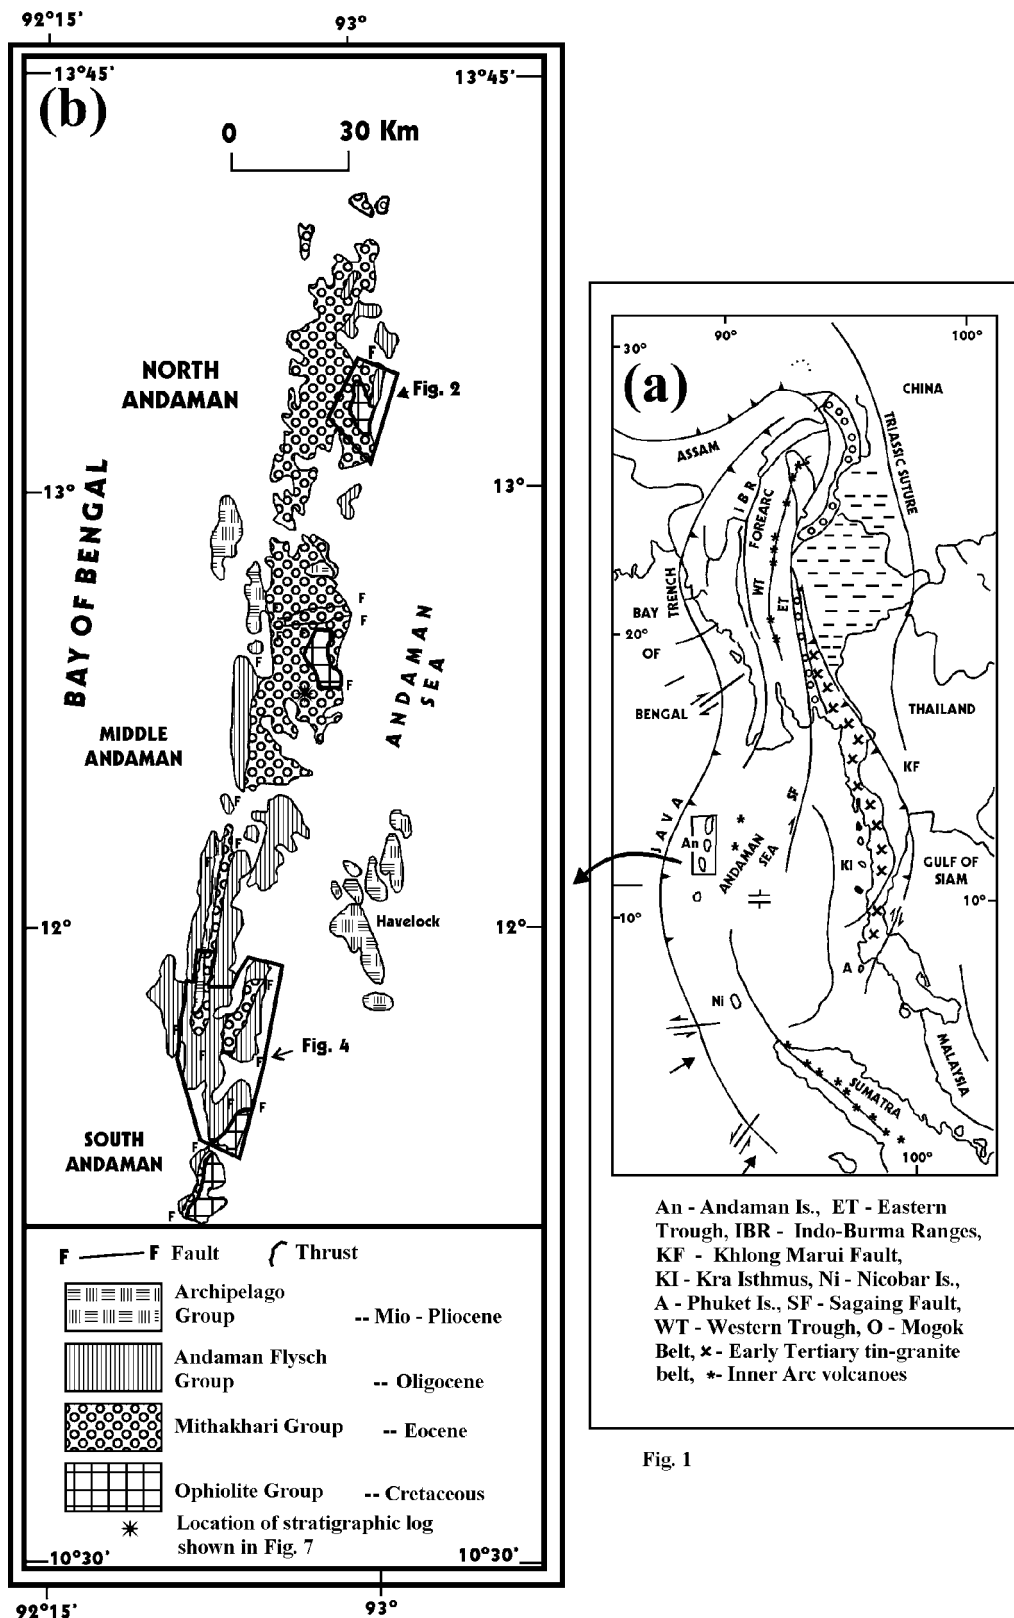 92°15'
93°
13°45'
13°45'
(b)
0
30 Km
NORTH
ANDAMAN
F
Fig. 2
13°
13°
BAY OF BENGAL
F
F
F
F
F
F
ANDAMAN
SEA
MIDDLE
ANDAMAN
F
F
F
Havelock
12°
12°
F
F
F
F
F
Fig. 4
F
F
F
SOUTH
ANDAMAN
F
F
F
F
Fault
Thrust
Archipelago
Group
-- Mio - Pliocene
Andaman Flysch
Group
-- Oligocene
Mithakhari Group
-- Eocene
Ophiolite Group
-- Cretaceous
Location of stratigraphic log
shown in Fig. 7
10°30'
10°30'
92°15'
93°
90°
100°
30°
(a)
CHINA
ASSAM
TRIASSIC SUTURE
IBR
FOREARC
TRENCH
WT
ET
BAY
20°
OF
BENGAL
THAILAND
KF
SF
JAVA
An
ANDAMAN
SEA
KI
GULF OF
SIAM
10°
10°
A
Ni
MALAYSIA
SUMATRA
100°
An - Andaman Is., ET - Eastern
Trough, IBR - Indo-Burma Ranges,
KF - Khlong Marui Fault,
KI - Kra Isthmus, Ni - Nicobar Is.,
A - Phuket Is., SF - Sagaing Fault,
WT - Western Trough, O - Mogok
Belt, × - Early Tertiary tin-granite
belt, *- Inner Arc volcanoes
Fig. 1